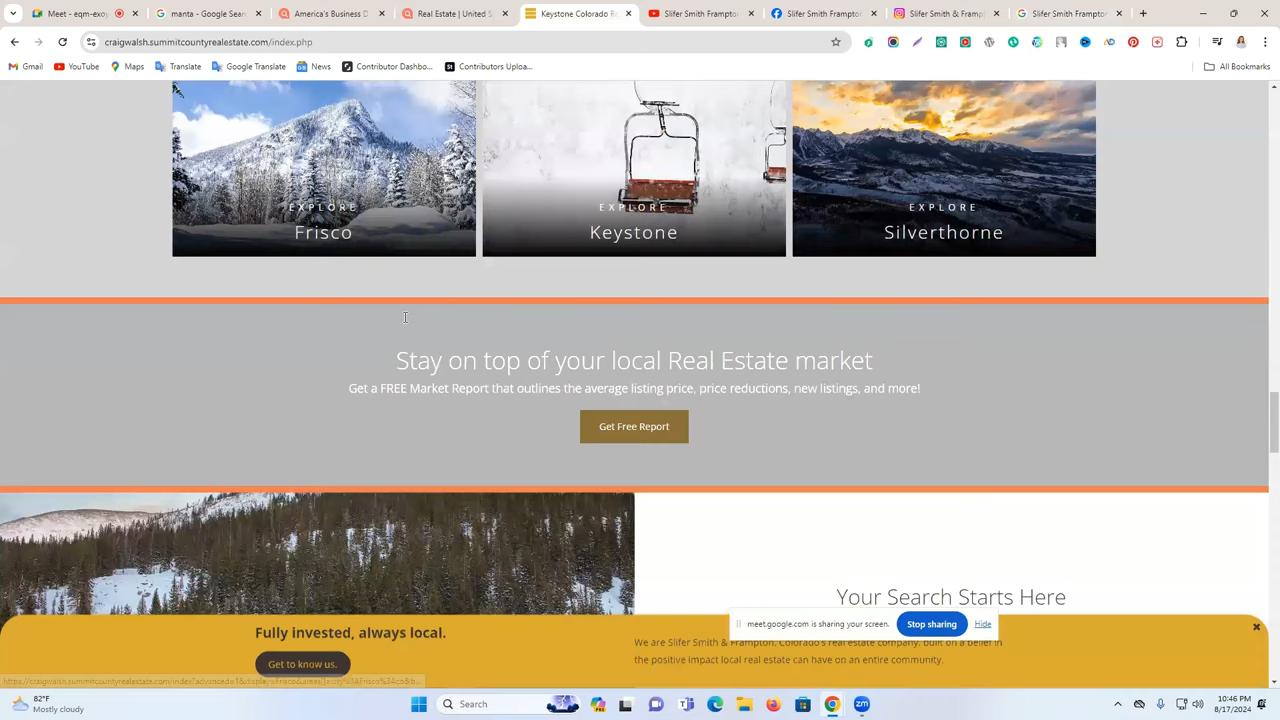 Meet - eqm-exoy
manta - Google Sear
America's Business D
Real Estate | United S
Keystone Colorado R
Slifer Smith Frampton
Slifer Smith Frampton
Slifer Smith & Framp
Slifer Smith Frampton
craigwalsh.summitcountyrealestate.com/index.php
Gmail
YouTube
Maps
Translate
Google Translate
News
Contributor Dashbo...
Contributors Uploa...
All Bookmarks
EXPLORE
Frisco
EXPLORE
Keystone
EXPLORE
Silverthorne
Stay on top of your local Real Estate market
Get a FREE Market Report that outlines the average listing price, price reductions, new listings, and more!
Get Free Report
Your Search Starts Here
meet.google.com is sharing your screen.
Stop sharing
Hide
Fully invested, always local.
Get to know us.
We are Slifer Smith & Frampton, Colorado's real estate company, built on a belief in
the positive impact local real estate can have on an entire community.
82°F
Mostly cloudy
Search
10:46 PM
8/17/2024